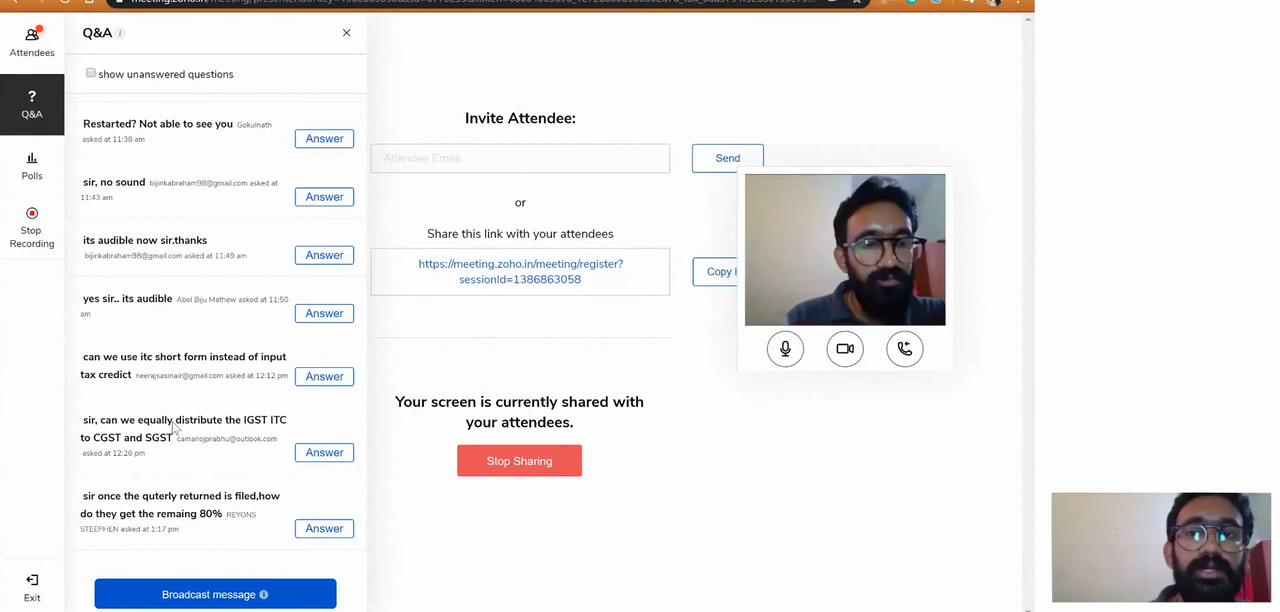 Attendees
Q&A
Polls
Stop
Recording
Exit
Q&A
show unanswered questions
Restarted? Not able to see you Gokulnath
asked at 11:38 am
Answer
sir, no sound bijinkabraham98@gmail.com asked at
11:43 am
Answer
its audible now sir.thanks
bijinkabraham98@gmail.com asked at 11:49 am
Answer
yes sir.. its audible Abel Biju Mathew asked at 11:50
am
Answer
can we use itc short form instead of input
tax credict neerajsasinair@gmail.com asked at 12:12 pm
Answer
sir, can we equally distribute the IGST ITC
to CGST and SGST camanojprabhu@outlook.com
asked at 12:26 pm
Answer
sir once the quterly returned is filed,how
do they get the remaing 80% REYONS
STEEPHEN asked at 1:17 pm
Answer
Broadcast message
Invite Attendee:
Attendee Email
Send
or
Share this link with your attendees
https://meeting.zoho.in/meeting/register?
sessionId=1386863058
Copy
Your screen is currently shared with
your attendees.
Stop Sharing